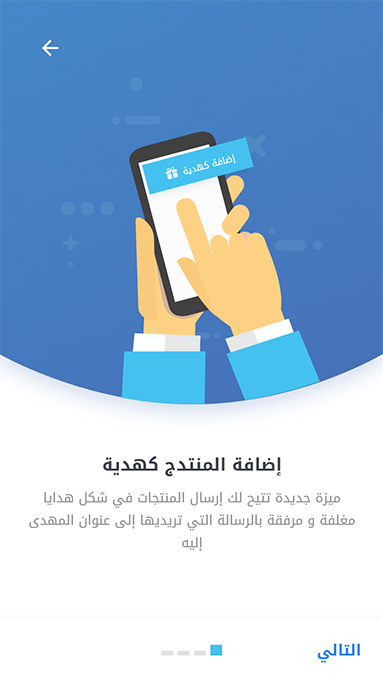 إضافة كهدية
إضافة المنتدج كهدية
ميزة جديدة تتيح لك إرسال المنتجات في شكل هدايا
مغلفة و مرفقة بالرسالة التي تريديها إلى عنوان المهدى
إليه
التالي